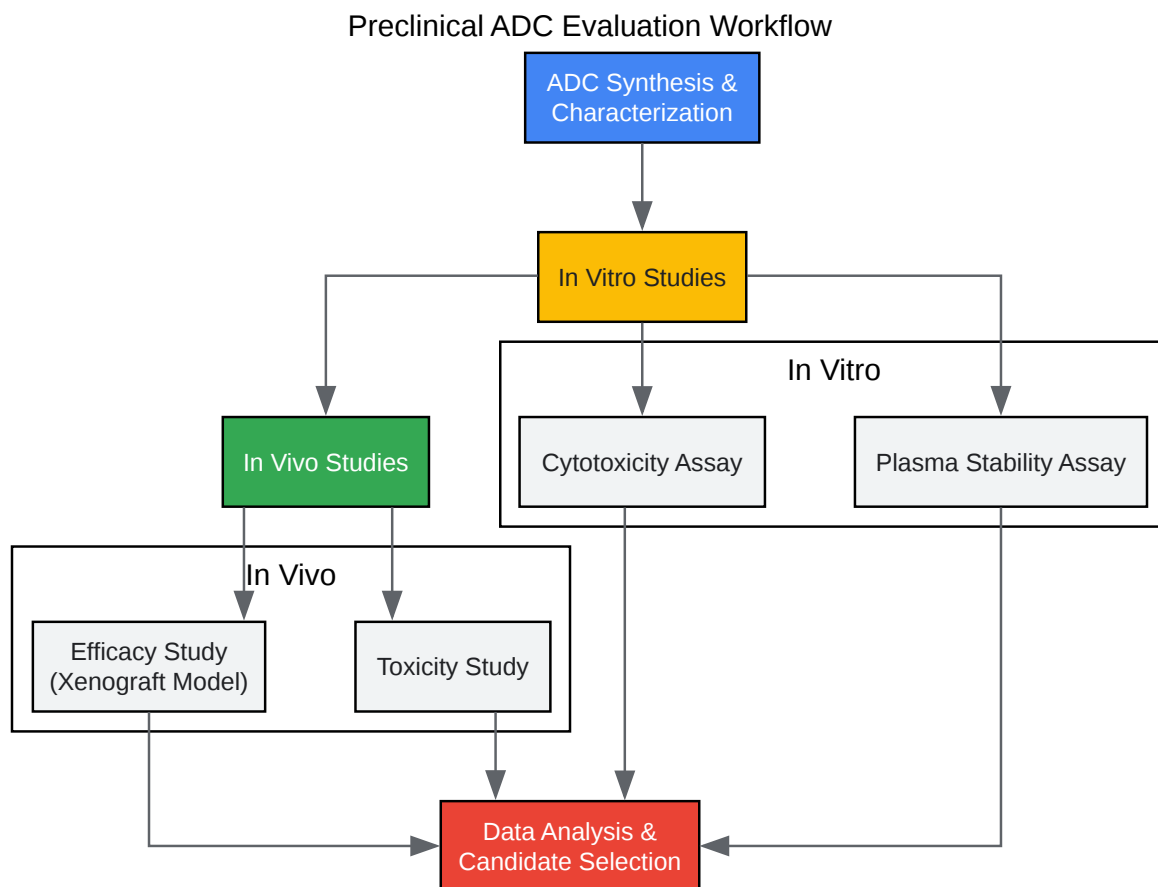 Preclinical ADC Evaluation Workflow
ADC Synthesis &
Characterization
In Vitro Studies
In Vitro
In Vivo Studies
Cytotoxicity Assay
Plasma Stability Assay
In Vivo
Efficacy Study
(Xenograft Model)
Toxicity Study
Data Analysis &
Candidate Selection